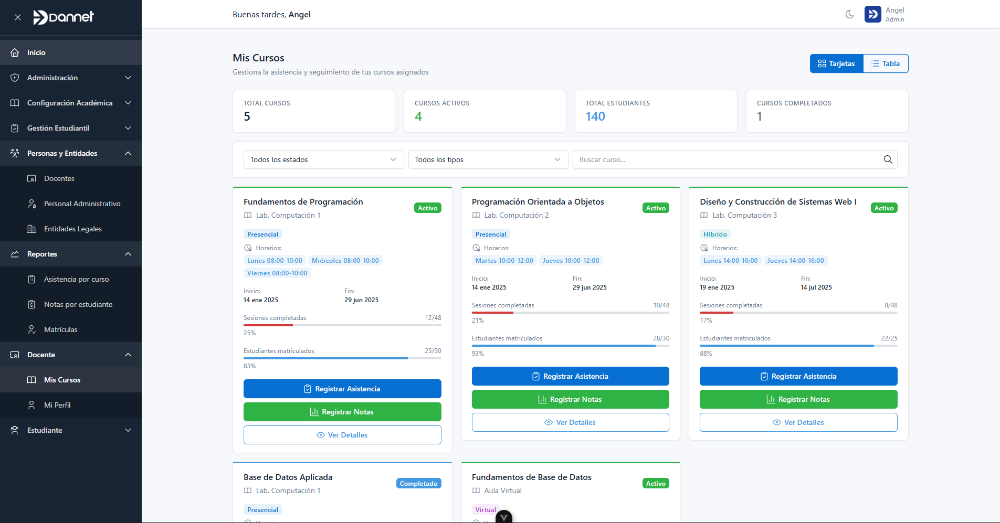 Dannet
Buenas tardes, Angel
Angel
Admin
Inicio
Administración
Configuración Académica
Gestión Estudiantil
Personas y Entidades
Docentes
Personal Administrativo
Entidades Legales
Reportes
Asistencia por curso
Notas por estudiante
Matrículas
Docente
Mis Cursos
Mi Perfil
Estudiante
Mis Cursos
Gestiona la asistencia y seguimiento de tus cursos asignados
Tarjetas
Tabla
TOTAL CURSOS
5
CURSOS ACTIVOS
4
TOTAL ESTUDIANTES
140
CURSOS COMPLETADOS
1
Todos los estados
Todos los tipos
Buscar curso...
Fundamentos de Programación
Activo
Lab. Computación 1
Presencial
Horarios:
Lunes 08:00-10:00 Miércoles 08:00-10:00
Viernes 08:00-10:00
Inicio: Fin:
14 ene 2025 29 jun 2025
Sesiones completadas 12/48
25%
Estudiantes matriculados 25/30
83%
Registrar Asistencia
Registrar Notas
Ver Detalles
Programación Orientada a Objetos
Activo
Lab. Computación 2
Presencial
Horarios:
Martes 10:00-12:00 Jueves 10:00-12:00
Inicio: Fin:
14 ene 2025 29 jun 2025
Sesiones completadas 10/48
21%
Estudiantes matriculados 28/30
93%
Registrar Asistencia
Registrar Notas
Ver Detalles
Diseño y Construcción de Sistemas Web I
Activo
Lab. Computación 3
Híbrido
Horarios:
Lunes 14:00-16:00 Jueves 14:00-16:00
Inicio: Fin:
19 ene 2025 14 jul 2025
Sesiones completadas 8/48
17%
Estudiantes matriculados 22/25
88%
Registrar Asistencia
Registrar Notas
Ver Detalles
Base de Datos Aplicada
Completado
Lab. Computación 1
Presencial
Fundamentos de Base de Datos
Activo
Aula Virtual
Virtual